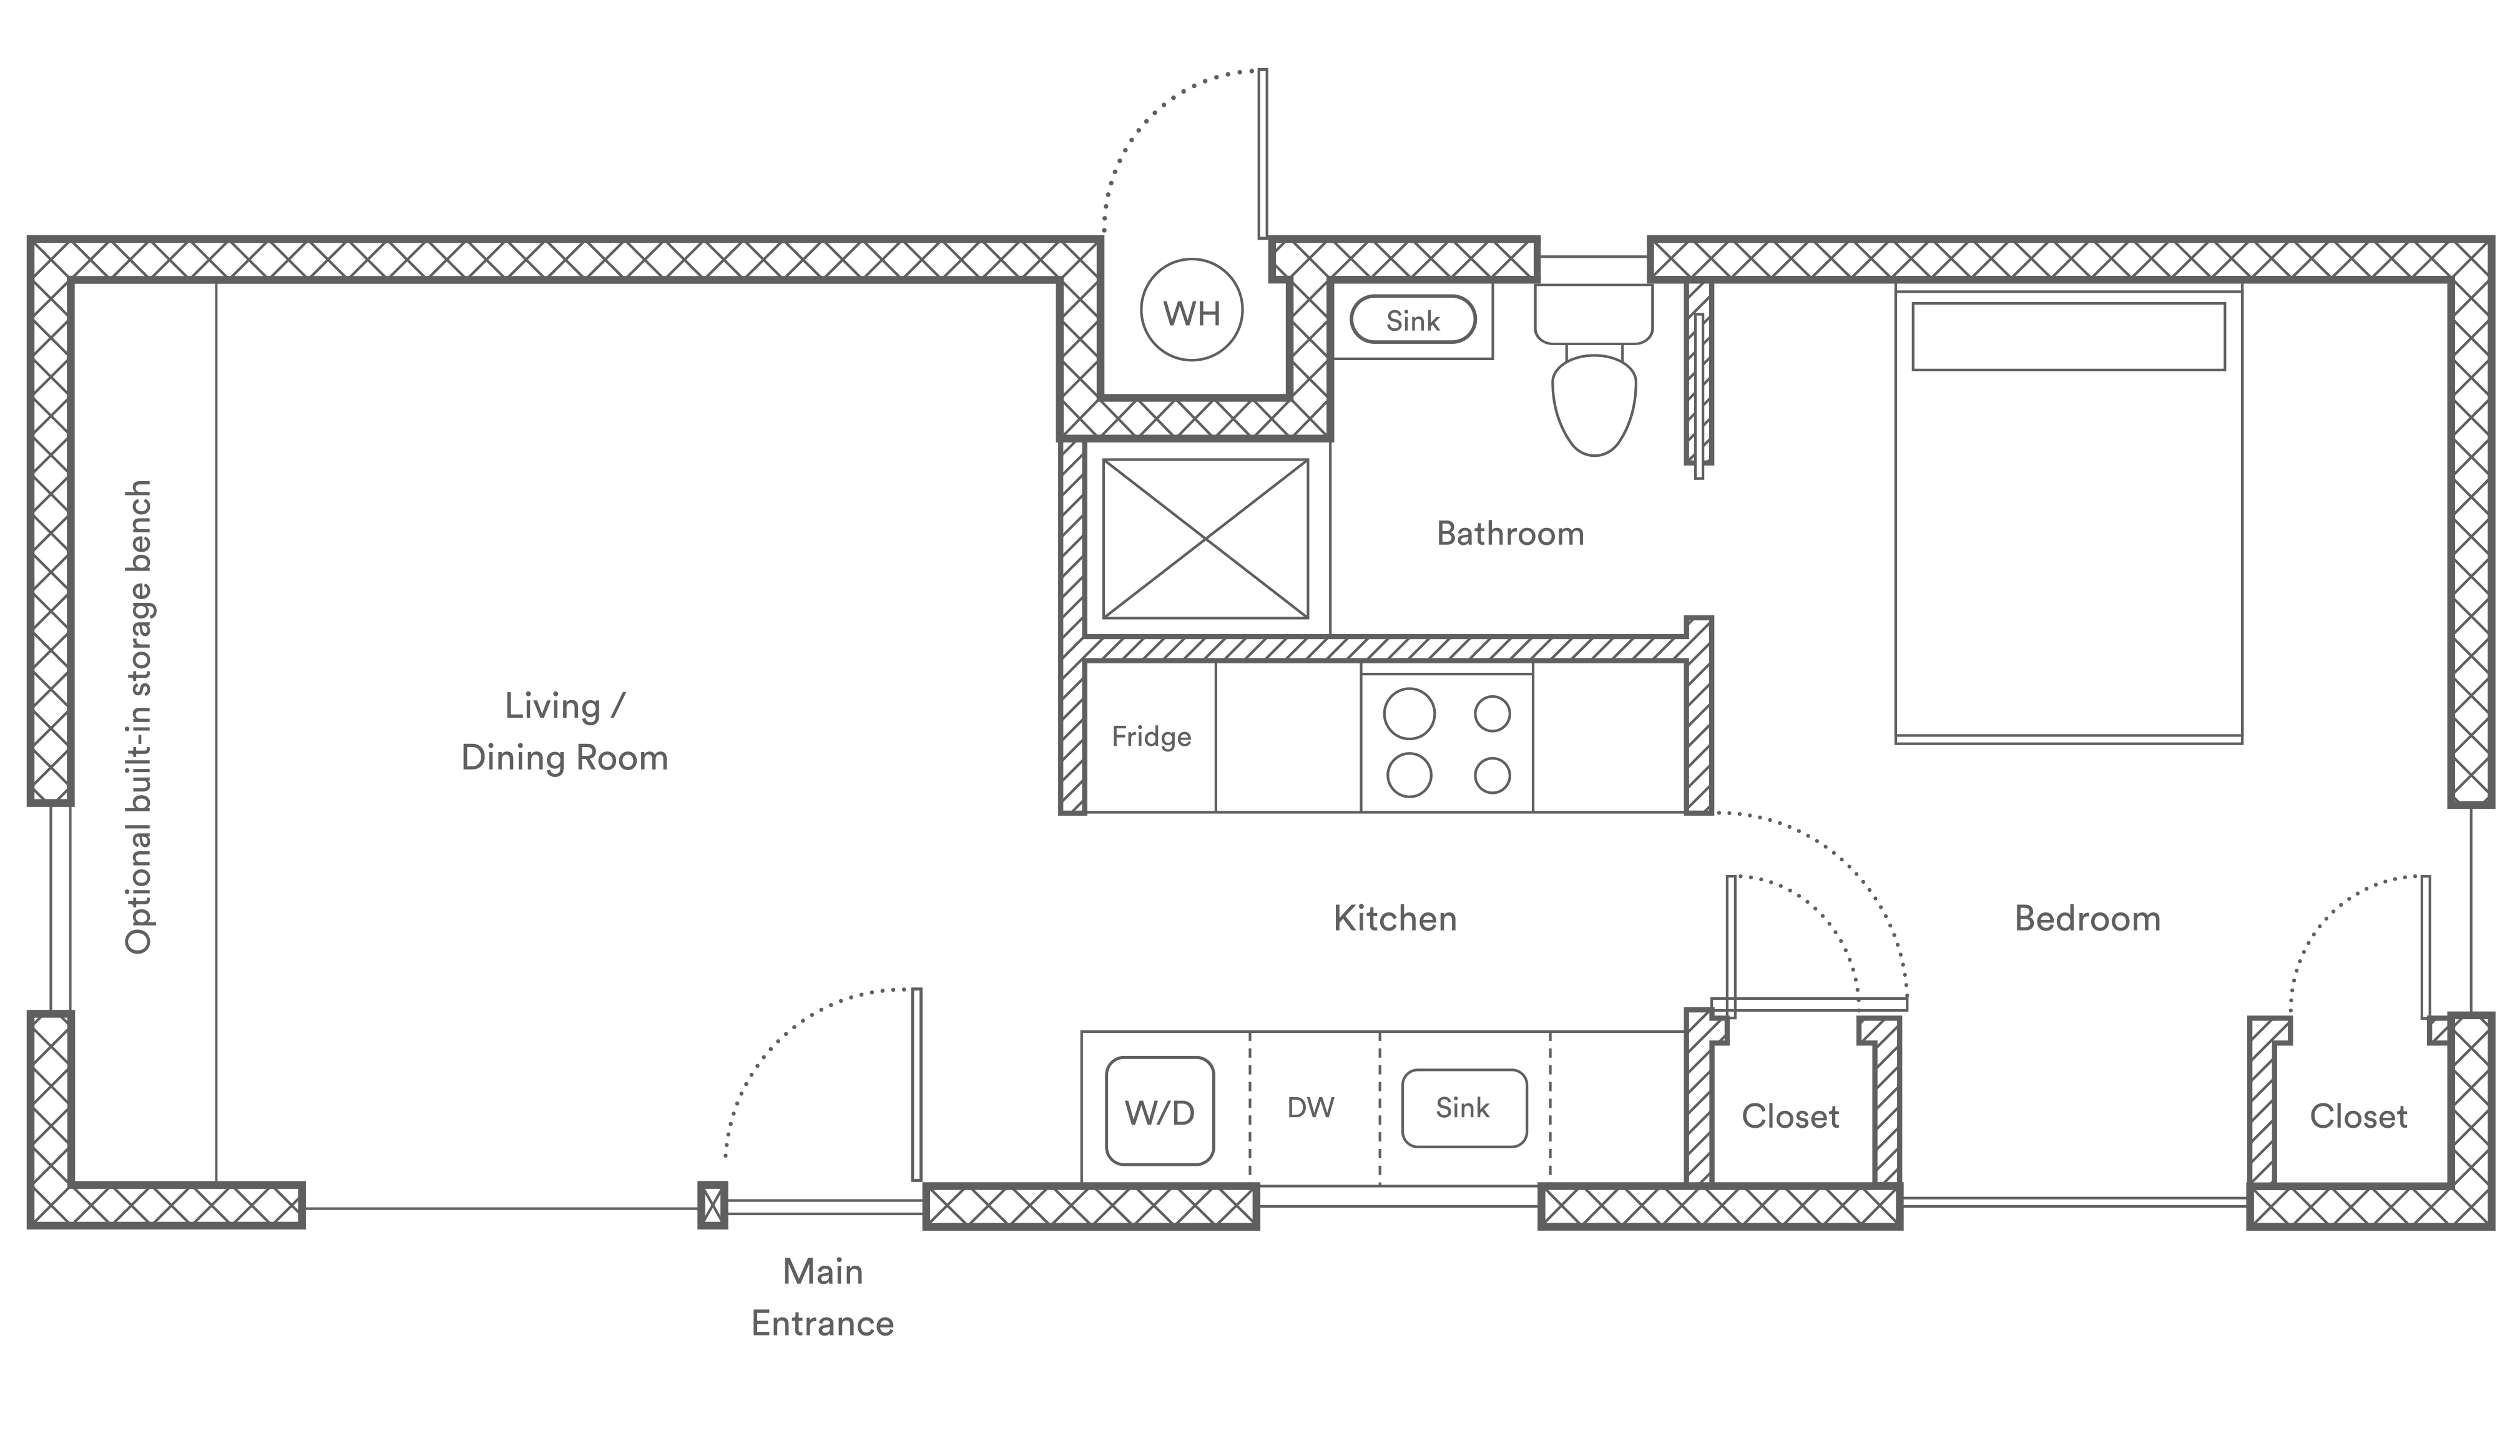 WH
Sink
Bathroom
Optional built-in storage bench
Living /
Dining Room
Fridge
Kitchen
Bedroom
W/D
DW
Sink
Closet
Closet
Main
Entrance